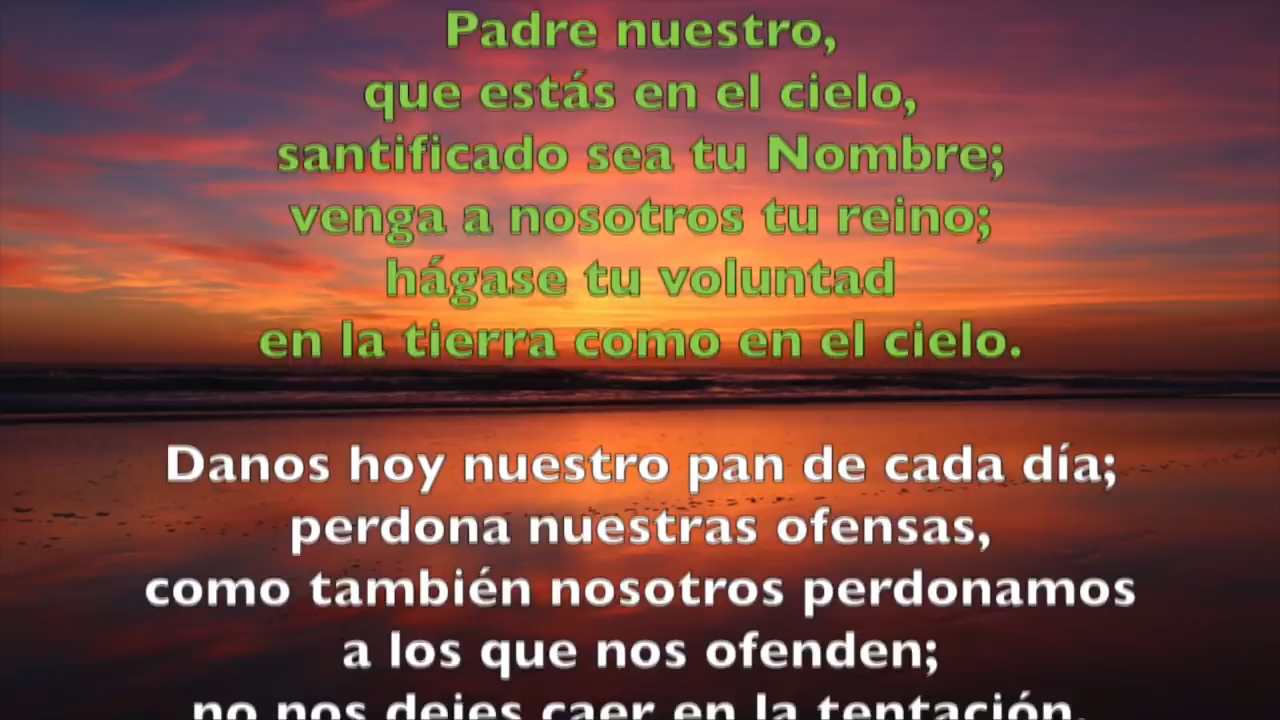 Padre nuestro,
que estás en el cielo,
santificado sea tu Nombre;
venga a nosotros tu reino;
hágase tu voluntad
en la tierra como en el cielo.
Danos hoy nuestro pan de cada día;
perdona nuestras ofensas,
como también nosotros perdonamos
a los que nos ofenden;
no nos dejes caer en la tentación,